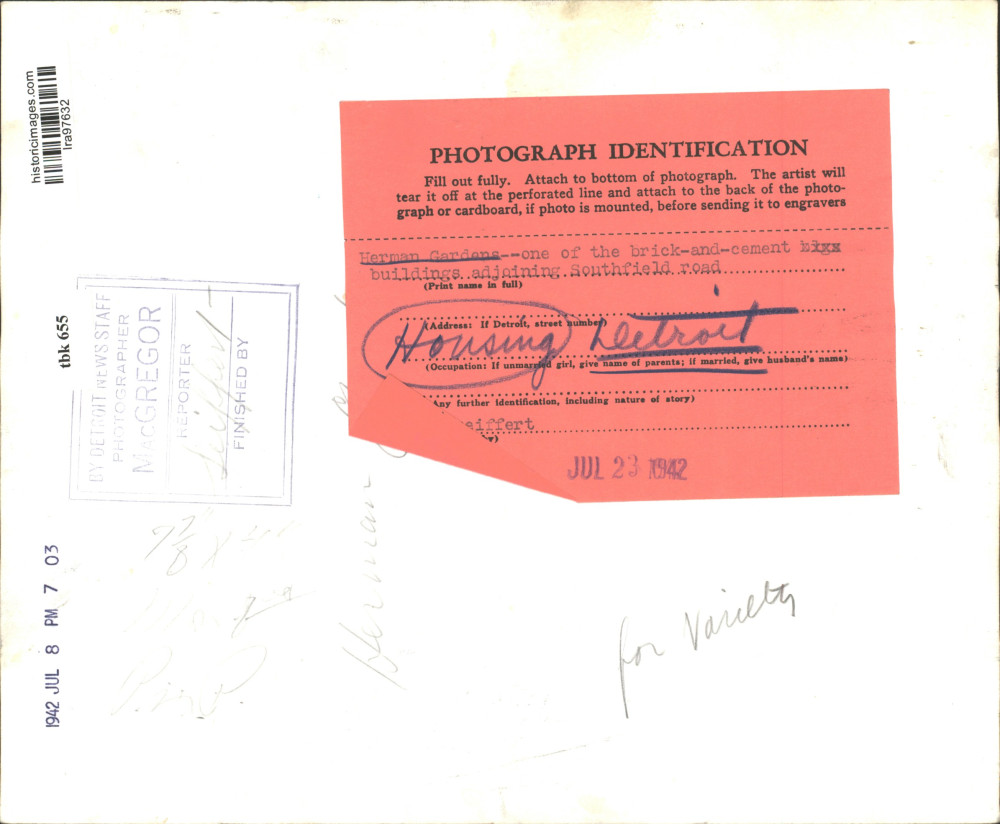 historicimages.com
lra97632
PHOTOGRAPH IDENTIFICATION
Fill out fully. Attach to bottom of photograph. The artist will
tear it off at the perforated line and attach to the back of the photo-
graph or cardboard, if photo is mounted, before sending it to engravers
Herman Gardens--one of the brick-and-cement bigx
buildings adjoining Southfield road
(Print name in full)
(Address: If Detroit, street number)
Housing Detroit
(Occupation: If unmarried girl, give name of parents; if married, give husband's name)
Any further identification, including nature of story)
eiffert
by)
JUL 23 1942
tbk 655
BY DETROIT NEWS STAFF
PHOTOGRAPHER
MACGREGOR
REPORTER
Seiffert
FINISHED BY
1942 JUL 8 PM 7 03
Herman
for Variety